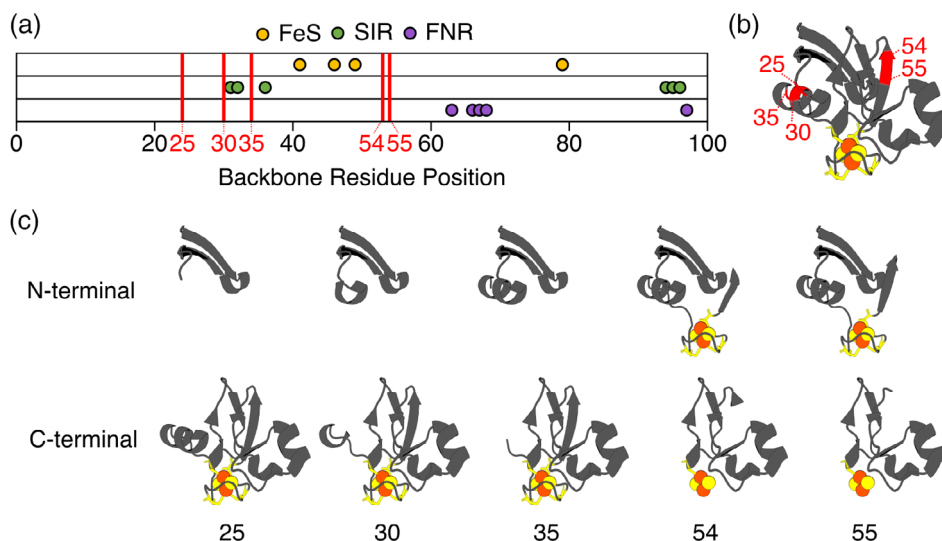 (a)
FeS SIR FNR
20 25 30 35 40 54 55 60 80 100
Backbone Residue Position
(b)
54
55
25
35
30
(c)
N-terminal
C-terminal
25 30 35 54 55